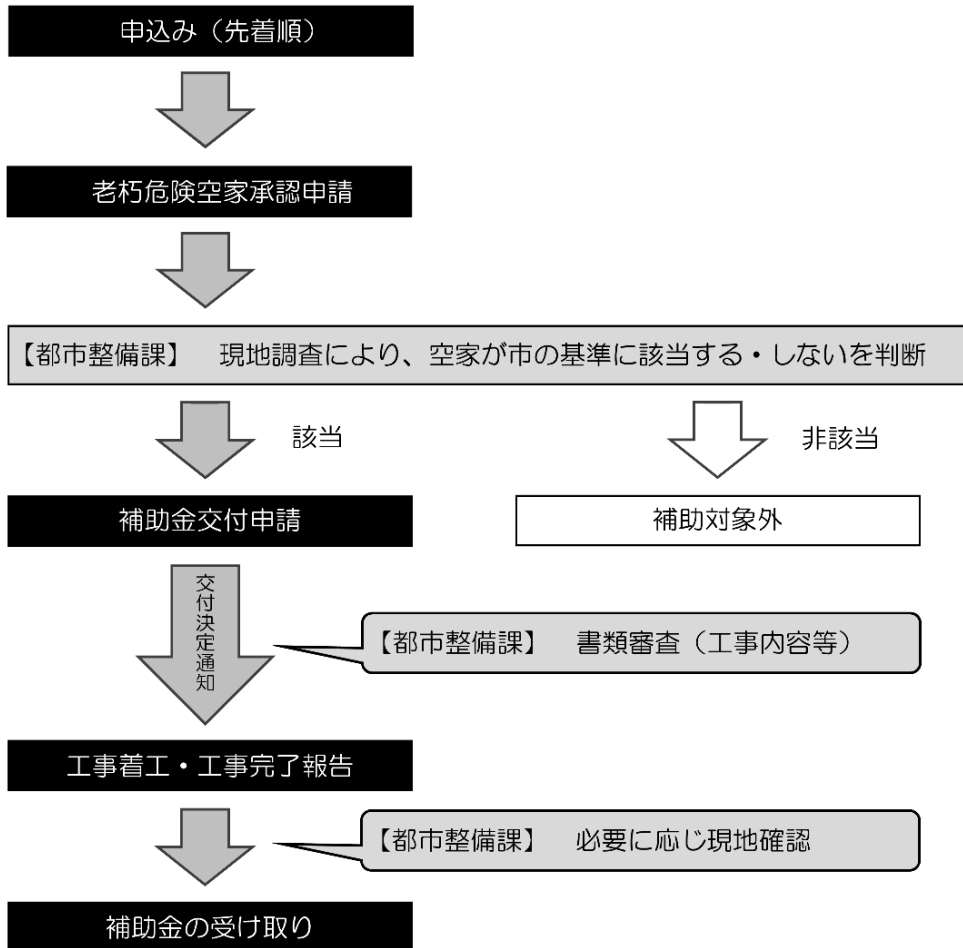 申込み（先着順）
老朽危険空家承認申請
【都市整備課】　現地調査により、空家が市の基準に該当する・しないを判断
該当
非該当
補助金交付申請
補助対象外
交付決定通知
【都市整備課】　書類審査（工事内容等）
工事着工・工事完了報告
【都市整備課】　必要に応じ現地確認
補助金の受け取り